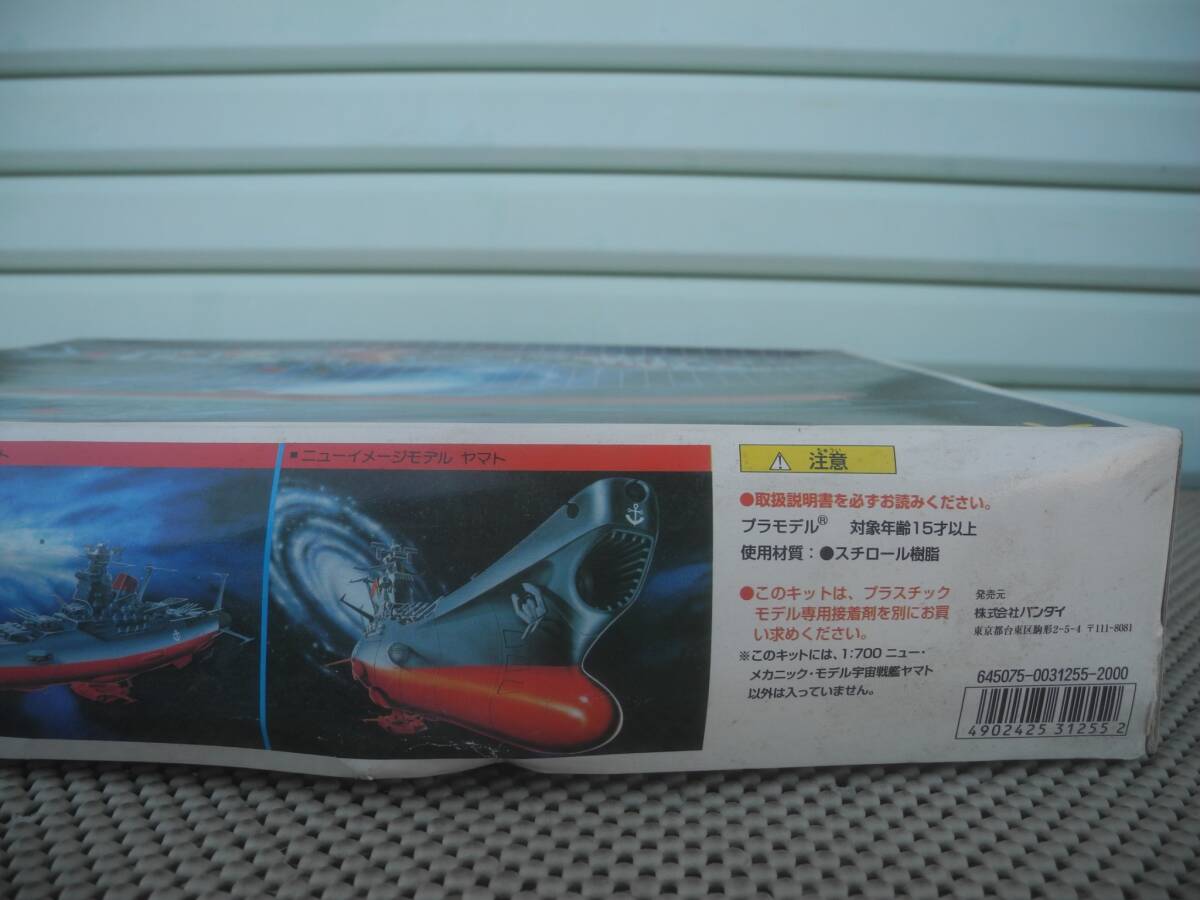 ト
■ニューイメージモデル ヤマト
⚠ 注意
●取扱説明書を必ずお読みください。
プラモデル® 対象年齢15才以上
使用材質：●スチロール樹脂
●このキットは、プラスチック
モデル専用接着剤を別にお買
い求めください。
※このキットには、1:700 ニュー・
メカニック・モデル宇宙戦艦ヤマト
以外は入っていません。
発売元
株式会社バンダイ
東京都台東区駒形2-5-4 〒111-8081
645075-0031255-2000
4902425 31255 2